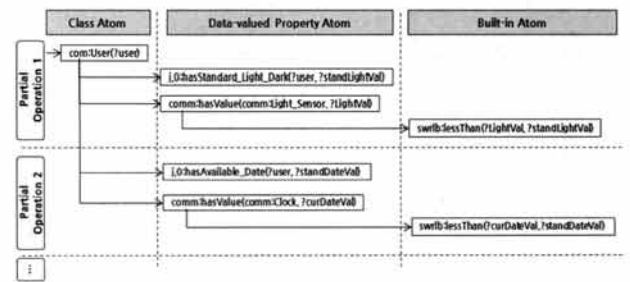 Class Atom
Data-valued Property Atom
Built-in Atom
Partial
Operation 1
com:User(?user)
j.0:hasStandard_Light_Dark(?user, ?standLightVal)
comm:hasValue(comm:Light_Sensor, ?LightVal)
swrlb:lessThan(?LightVal, ?standLightVal)
Partial
Operation 2
j.0:hasAvailable_Date(?user, ?standDateVal)
comm:hasValue(comm:Clock, ?curDateVal)
swrlb:lessThan(?curDateVal, ?standDateVal)
...